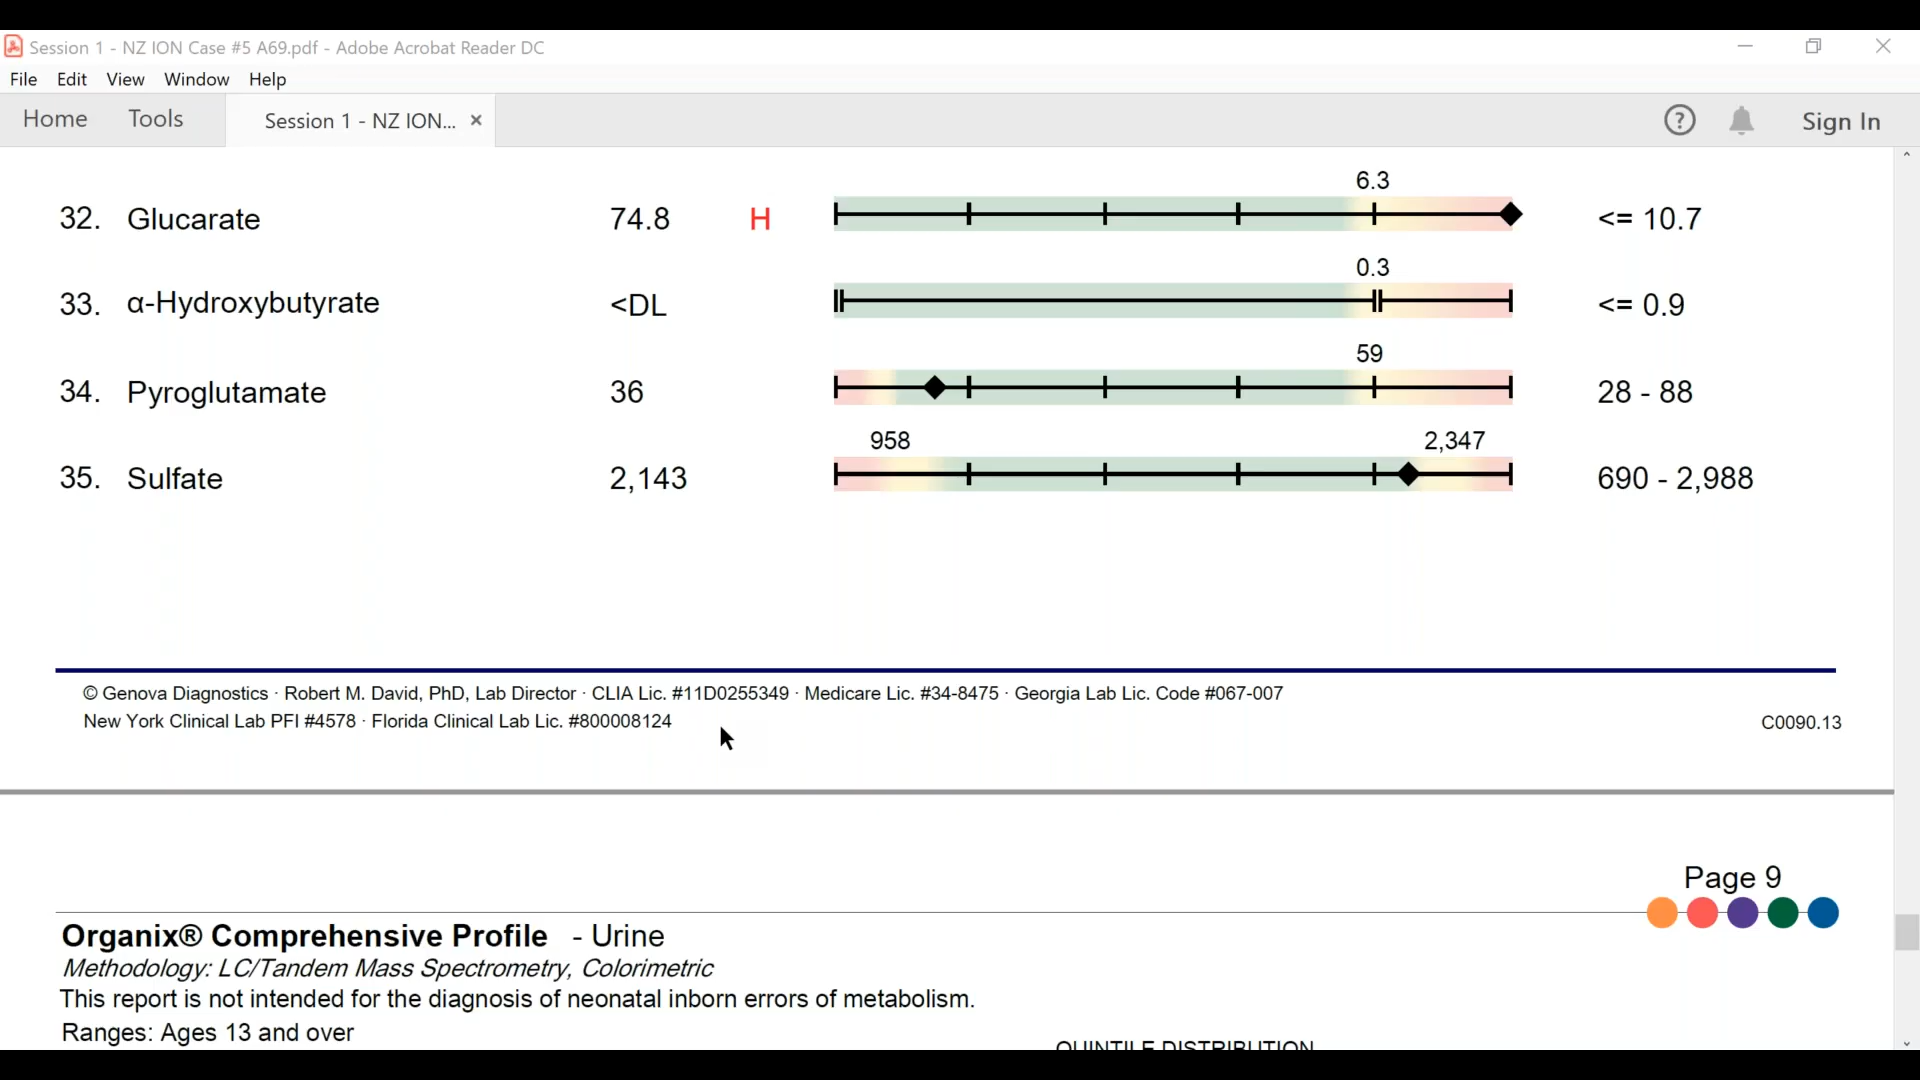 Session 1 - NZ ION Case #5 A69.pdf - Adobe Acrobat Reader DC
File Edit View Window Help
Home Tools Session 1 - NZ ION... × ? Sign In
6.3
32. Glucarate 74.8 H <= 10.7
0.3
33. α-Hydroxybutyrate <DL <= 0.9
59
34. Pyroglutamate 36 28 - 88
958 2,347
35. Sulfate 2,143 690 - 2,988
© Genova Diagnostics · Robert M. David, PhD, Lab Director · CLIA Lic. #11D0255349 · Medicare Lic. #34-8475 · Georgia Lab Lic. Code #067-007
New York Clinical Lab PFI #4578 · Florida Clinical Lab Lic. #800008124
C0090.13
Page 9
Organix® Comprehensive Profile - Urine
Methodology: LC/Tandem Mass Spectrometry, Colorimetric
This report is not intended for the diagnosis of neonatal inborn errors of metabolism.
Ranges: Ages 13 and over
QUINTILE DISTRIBUTION